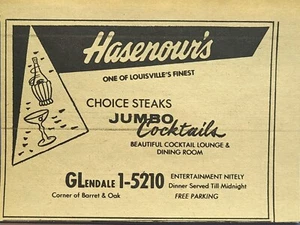 Hasenour's
ONE OF LOUISVILLE'S FINEST
CHOICE STEAKS
JUMBO
Cocktails
BEAUTIFUL COCKTAIL LOUNGE &
DINING ROOM
GLENDALE 1-5210
Corner of Barret & Oak
ENTERTAINMENT NITELY
Dinner Served Till Midnight
FREE PARKING